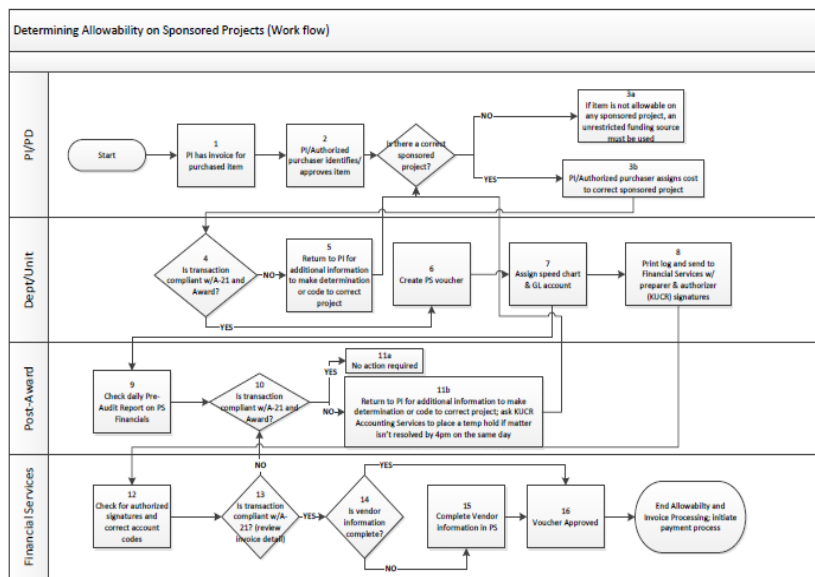 Determining Allowability on Sponsored Projects (Work flow)
PI/PD
Start
1
PI has invoice for
purchased item
2
PI/Authorized
purchaser identifies/
approves item
Is there a correct
sponsored
project?
NO
3a
If item is not allowable on
any sponsored project, an
unrestricted funding source
must be used
YES
3b
PI/Authorized purchaser assigns
cost to correct sponsored project
Dept/Unit
4
Is transaction
compliant w/A-21 and
Award?
NO
5
Return to PI for
additional information
to make determination
or code to correct
project
YES
6
Create PS voucher
7
Assign speed chart
& GL account
8
Print log and send to
Financial Services w/
preparer & authorizer
(KUCR) signatures
Post-Award
9
Check daily Pre-
Audit Report on PS
Financials
10
Is transaction
compliant w/A-21 and
Award?
YES
11a
No action required
NO
11b
Return to PI for additional information to make
determination or code to correct project; ask KUCR
Accounting Services to place a temp hold if matter
isn't resolved by 4pm on the same day
Financial Services
12
Check for authorized
signatures and
correct account
codes
NO
13
Is transaction
compliant w/A-
21? (review
invoice detail)
YES
14
Is vendor
information
complete?
YES
NO
15
Complete Vendor
information in PS
16
Voucher Approved
End Allowability and
Invoice Processing; initiate
payment process